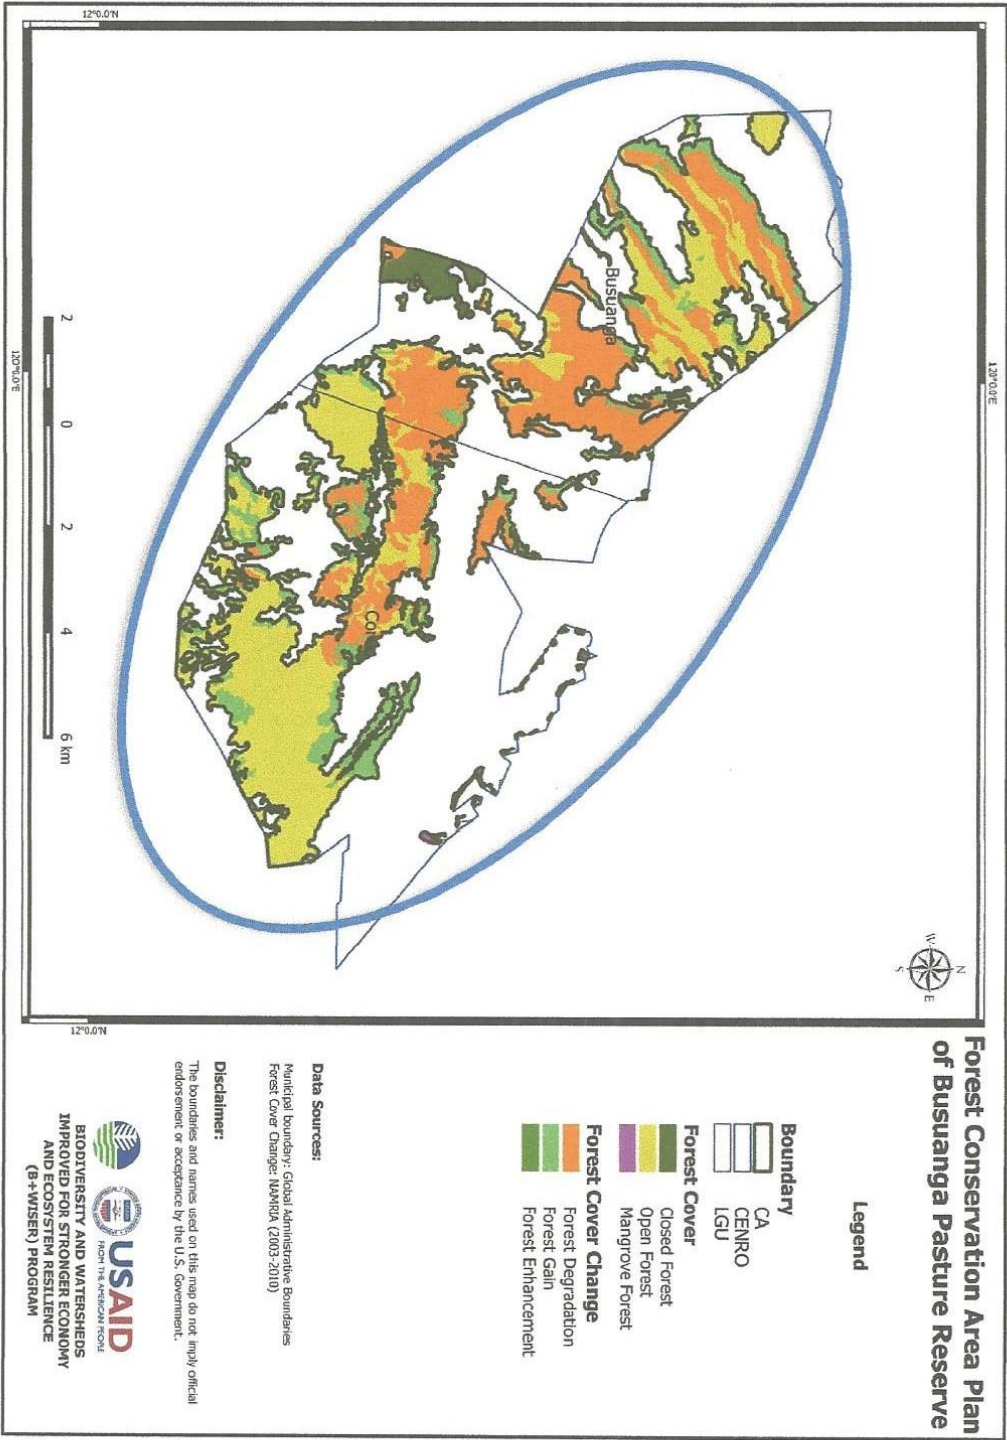 Forest Conservation Area Plan
of Busuanga Pasture Reserve
Legend
Boundary
CA
CENRO
LGU
Forest Cover
Closed Forest
Open Forest
Mangrove Forest
Forest Cover Change
Forest Degradation
Forest Gain
Forest Enhancement
Data Sources:
Municipal boundary: Global Administrative Boundaries
Forest Cover Change: NAMRIA (2003-2010)
Disclaimer:
The boundaries and names used on this map do not imply official
endorsement or acceptance by the U.S. Government.
USAID
FROM THE AMERICAN PEOPLE
BIODIVERSITY AND WATERSHEDS
IMPROVED FOR STRONGER ECONOMY
AND ECOSYSTEM RESILIENCE
(B+WISER) PROGRAM
120°0.0'E
12°0.0'N
12°0.0'N
120°0.0'E
N
W
E
S
Busuanga
2 0 2 4 6 km